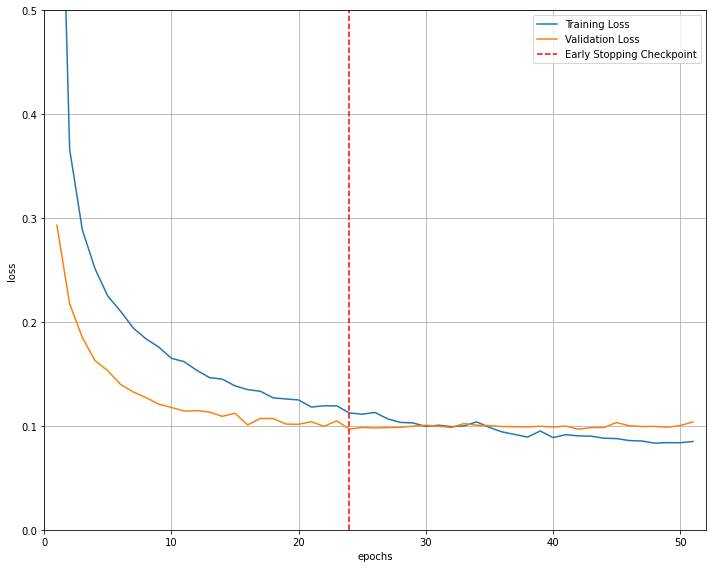 Training Loss
Validation Loss
Early Stopping Checkpoint
0.5
0.4
0.3
0.2
0.1
0.0
loss
0 10 20 30 40 50
epochs